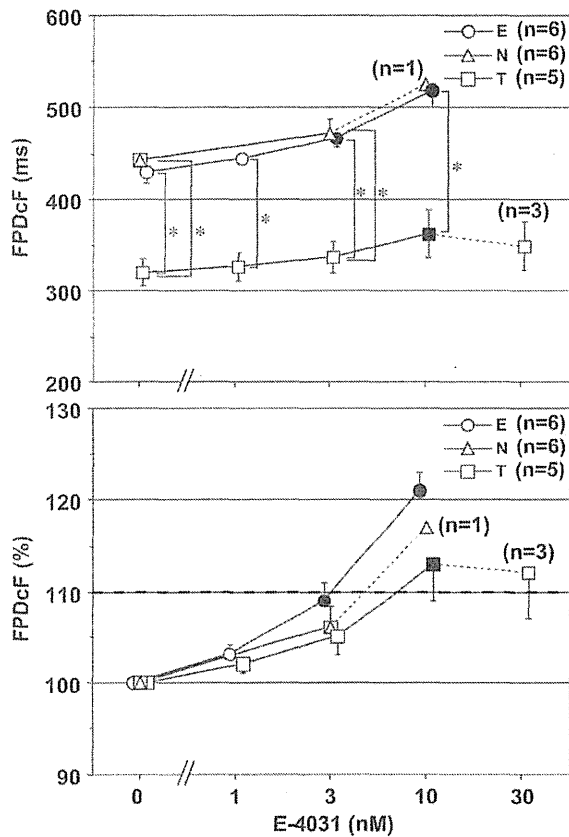 600
500
400
300
200
FPDcF (ms)
E (n=6)
N (n=6)
T (n=5)
(n=1)
(n=3)
*
*
*
*
*
*
//
130
120
110
100
90
FPDcF (%)
E (n=6)
N (n=6)
T (n=5)
(n=1)
(n=3)
//
//
0
1
3
10
30
E-4031 (nM)